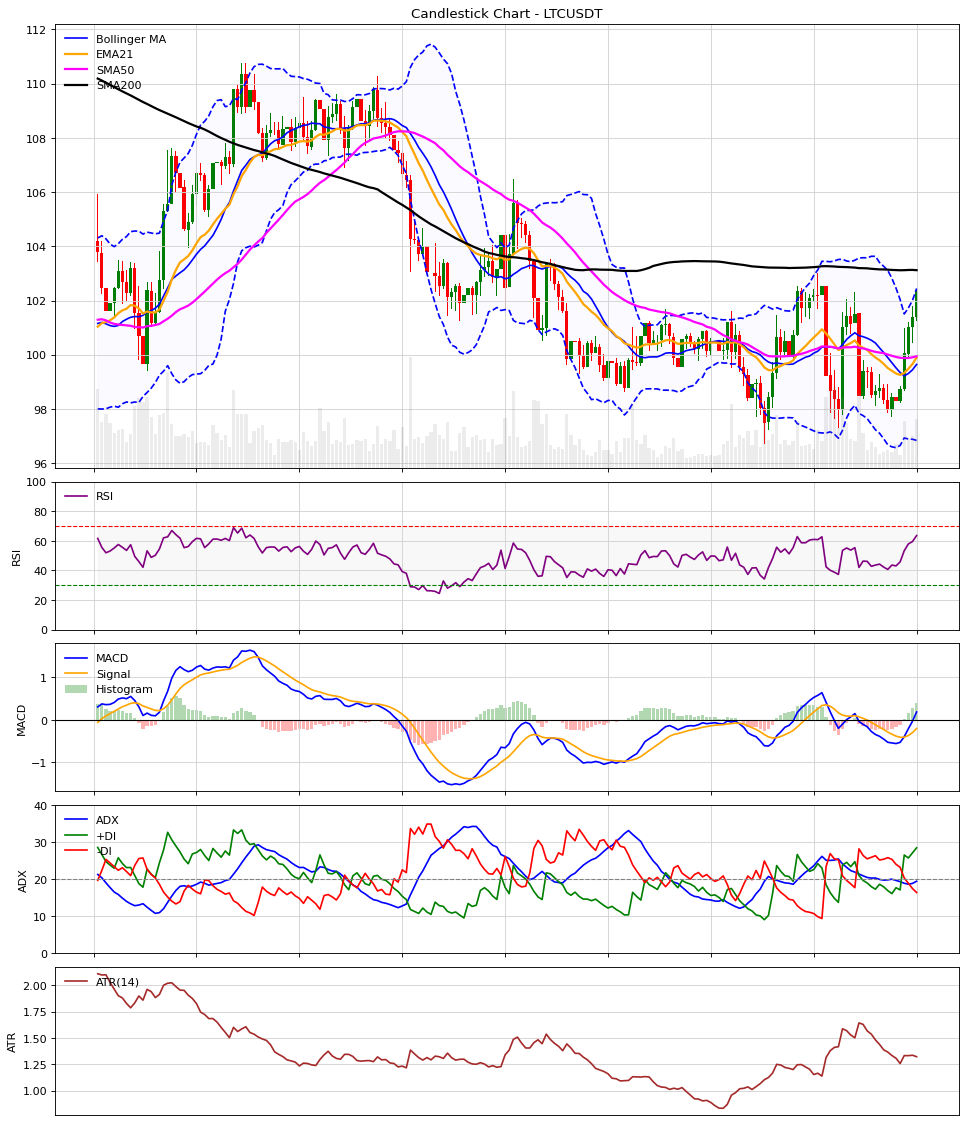 Candlestick Chart - LTCUSDT
112
110
108
106
104
102
100
98
96
Bollinger MA
EMA21
SMA50
SMA200
100
80
60
40
20
0
RSI
RSI
1
0
−1
MACD
MACD
Signal
Histogram
40
30
20
10
0
ADX
ADX
+DI
-DI
2.00
1.75
1.50
1.25
1.00
ATR
ATR(14)